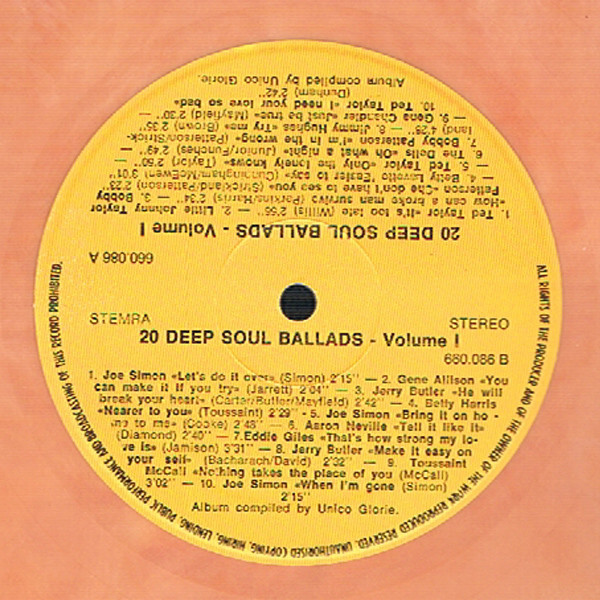 660.086 A
20 DEEP SOUL BALLADS - Volume I
1. Ted Taylor «It's too late (Willis) 2'56" — 2. Little Johnny Taylor
«How can a broke man survive (Perkins/Harris) 2'34" — 3. Bobby
Patterson «She don't have to see you» (Strickland/Patterson) 2'23
— 4. Betty Lavette «Easier to say» (Cunningham/McEwen) 3'01
— 5. Ted Taylor «Only the lonely knows» (Taylor) 2'50" —
6. The Dells «Oh what a night» (Junior/Funches) 2'49" —
7. Bobby Patterson «I'm in the wrong» (Patterson/Strick-
land) 4'26" — 8. Jimmy Hughes «Try me» (Brown) 2'35"
— 9. Gene Chandler «Just be true» (Mayfield) 2'30" —
10. Ted Taylor «I need your love so bad»
(Dunham) 2'42"
Album compiled by Unico Glorie.
STEMRA STEREO
20 DEEP SOUL BALLADS - Volume I
660.086 B
1. Joe Simon «Let's do it over» (Simon) 2'15" — 2. Gene Allison «You
can make it if you try» (Jarrett) 2'04" — 3. Jerry Butler «He will
break your heart» (Carter/Butler/Mayfield) 2'42" — 4. Betty Harris
«Nearer to you» (Toussaint) 2'29" - 5. Joe Simon «Bring it on ho-
me to me» (Cooke) 2'48" — 6. Aaron Neville «Tell it like it»
(Diamond) 2'40" — 7. Eddie Giles «That's how strong my lo-
ve is» (Jamison) 3'31" — 8. Jerry Butler «Make it easy on
your self» (Bacharach/David) 2'32" — 9. Toussaint
McCall «Nothing takes the place of you (McCall)
3'02" — 10. Joe Simon «When I'm gone (Simon)
2'15"
Album compiled by Unico Glorie.
ALL RIGHTS OF THE PRODUCER AND OF THE OWNER OF THE WORK REPRODUCED RESERVED. UNAUTHORISED COPYING, HIRING, LENDING, PUBLIC PERFORMANCE AND BROADCASTING OF THIS RECORD PROHIBITED.